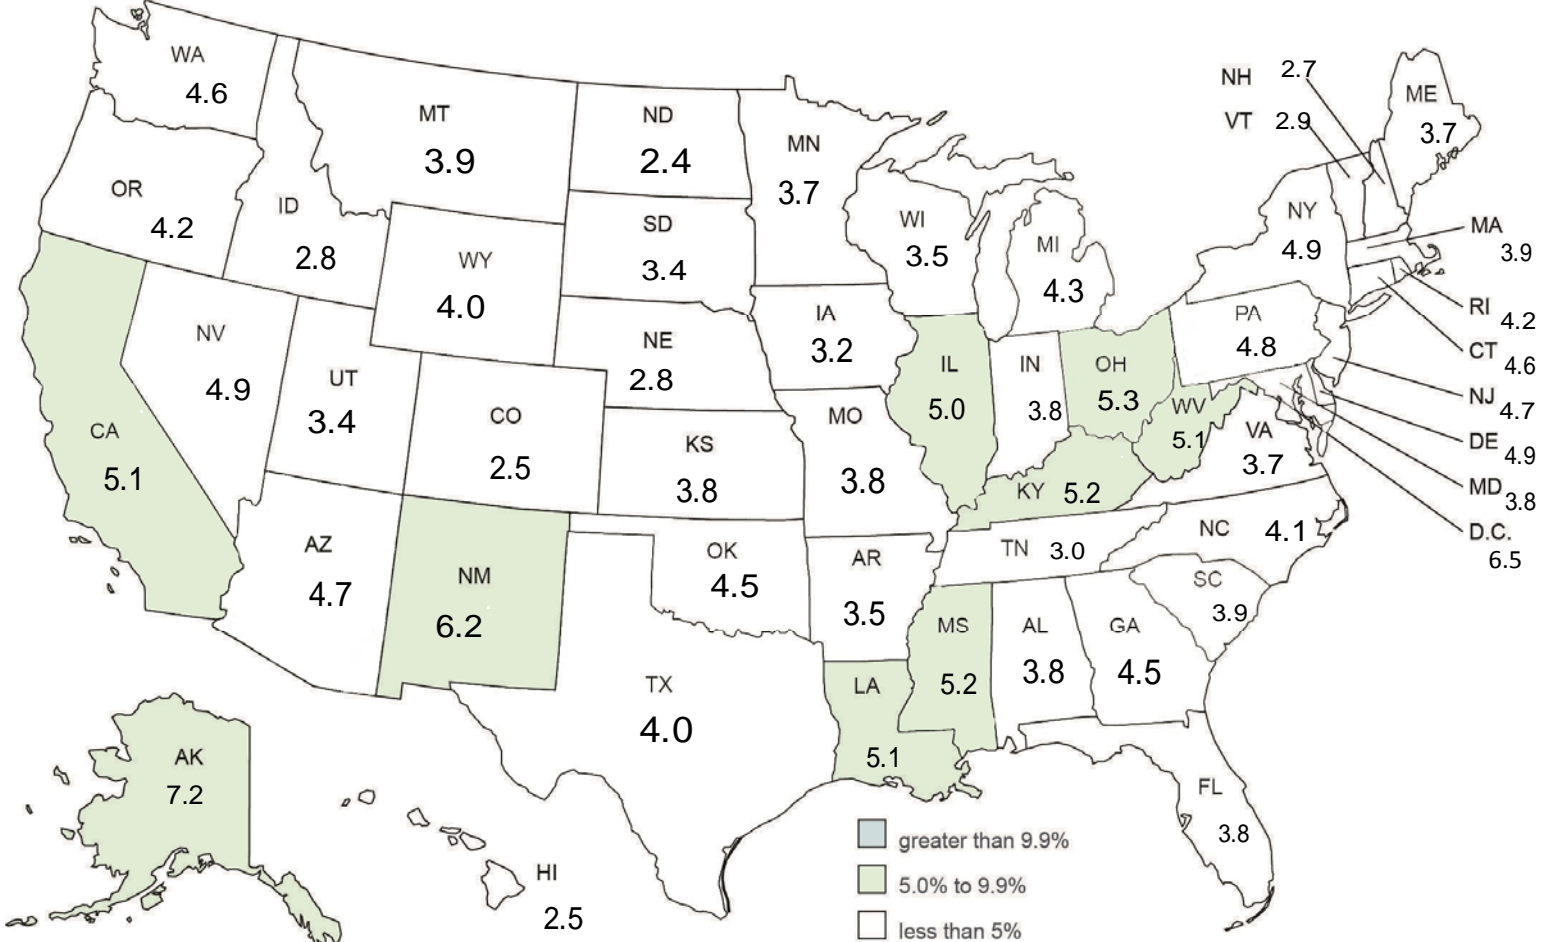 WA
4.6
MT
3.9
ND
2.4
MN
3.7
NH 2.7
VT 2.9
ME
3.7
OR
4.2
ID
2.8
WY
4.0
SD
3.4
WI
3.5
MI
4.3
NY
4.9
MA
3.9
NV
4.9
UT
3.4
CO
2.5
NE
2.8
IA
3.2
IL
5.0
IN
3.8
OH
5.3
PA
4.8
RI 4.2
CT 4.6
NJ 4.7
DE 4.9
MD 3.8
D.C.
6.5
CA
5.1
KS
3.8
MO
3.8
KY 5.2
WV
5.1
VA
3.7
AZ
4.7
NM
6.2
OK
4.5
AR
3.5
TN 3.0
NC 4.1
SC
3.9
MS
5.2
AL
3.8
GA
4.5
TX
4.0
LA
5.1
FL
3.8
AK
7.2
HI
2.5
greater than 9.9%
5.0% to 9.9%
less than 5%